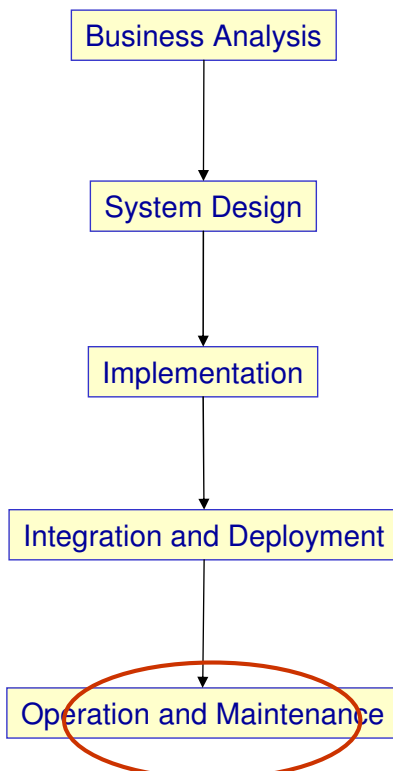 Business Analysis
System Design
Implementation
Integration and Deployment
Operation and Maintenance